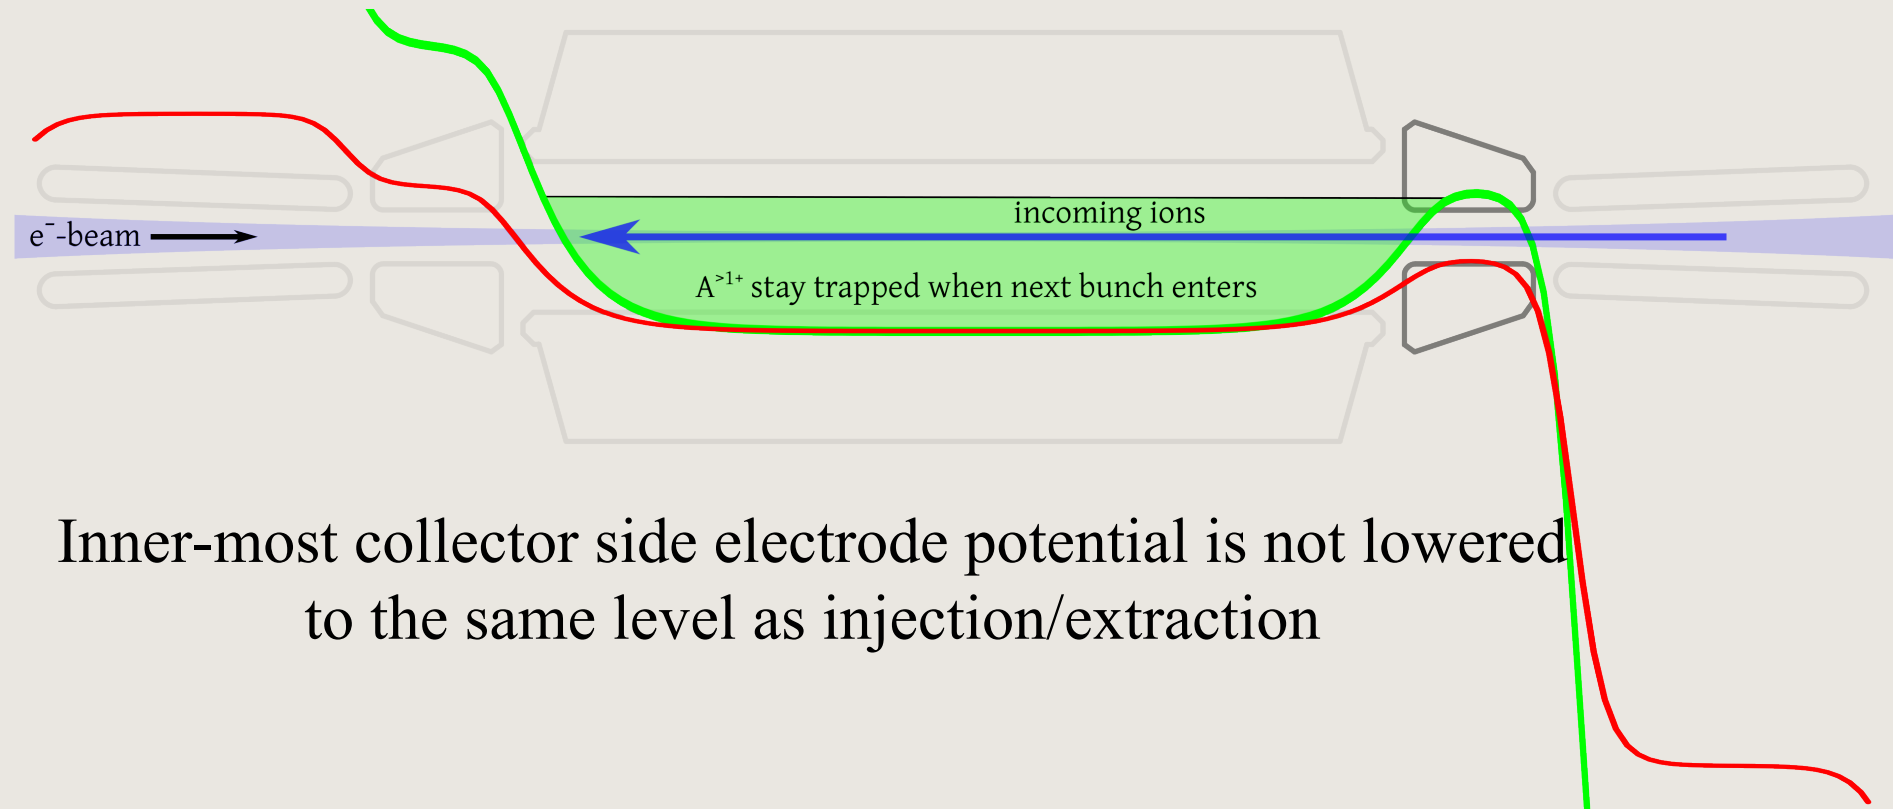 incoming ions
e⁻-beam
A>1+ stay trapped when next bunch enters
Inner-most collector side electrode potential is not lowered
to the same level as injection/extraction